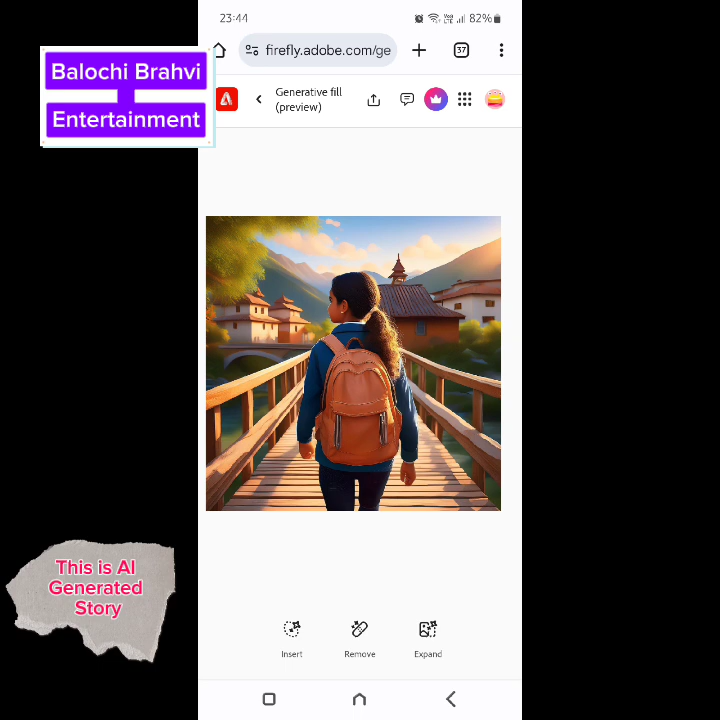 23:44
82%
firefly.adobe.com/ge
37
Balochi Brahvi
Entertainment
Generative fill
(preview)
This is AI
Generated
Story
Insert
Remove
Expand